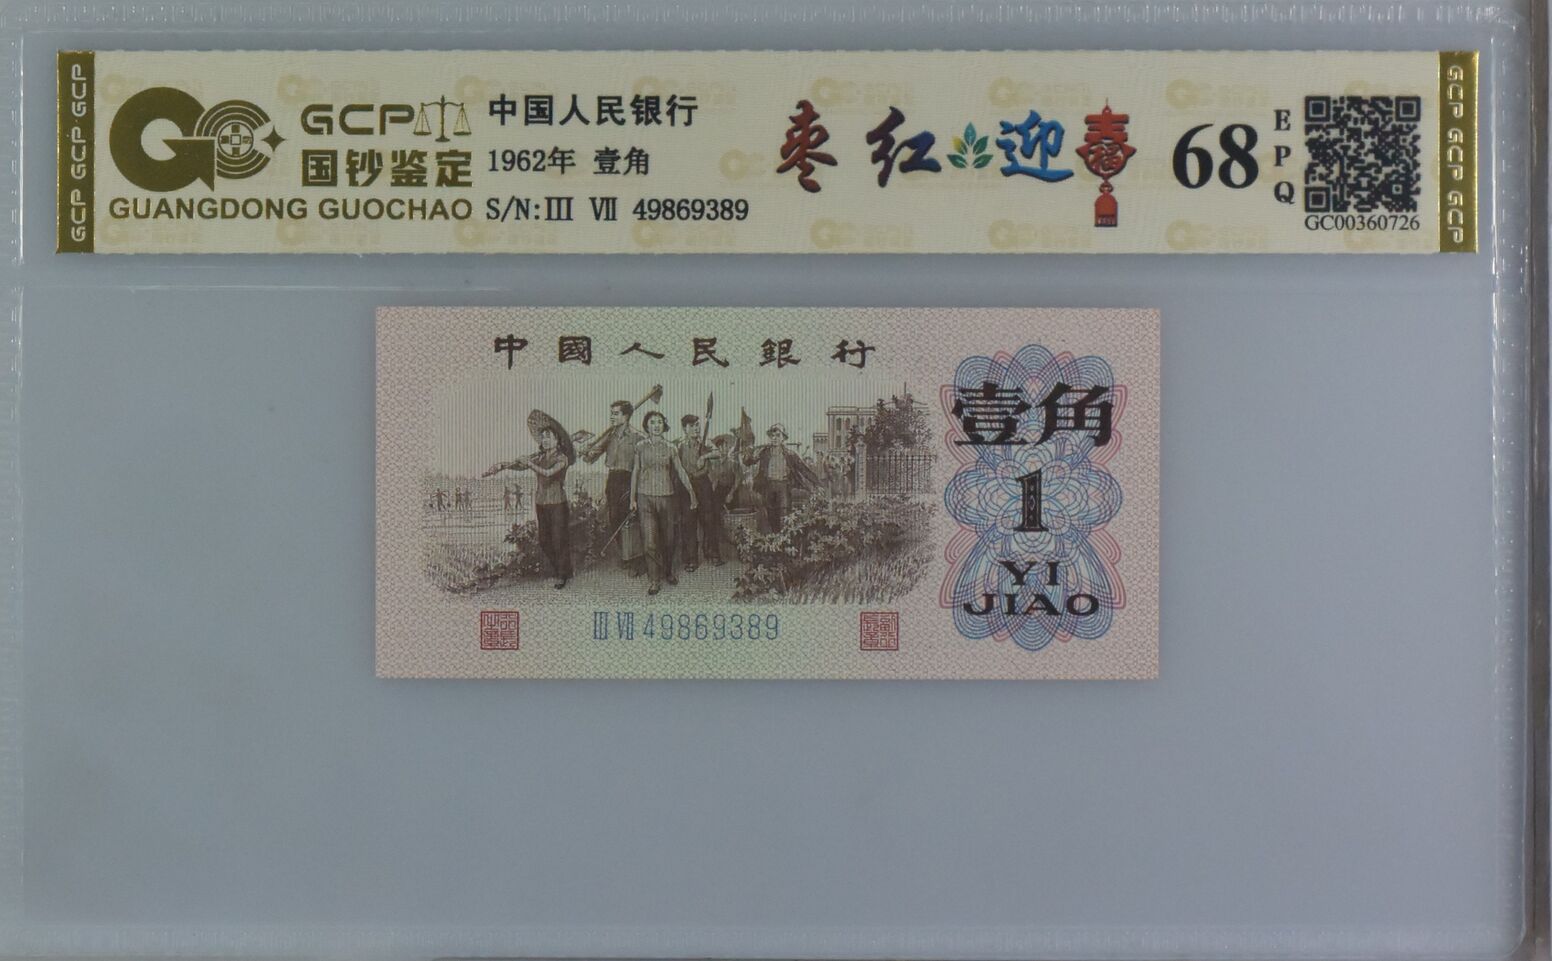 GCP GCP GCP
GCP
国钞鉴定
GUANGDONG GUOCHAO
中国人民银行
1962年 壹角
S/N:III VII 49869389
枣红迎春
福
68
EPQ
GC00360726
GCP GCP GCP
中國人民銀行
壹角
1
YI
JIAO
III VII 49869389